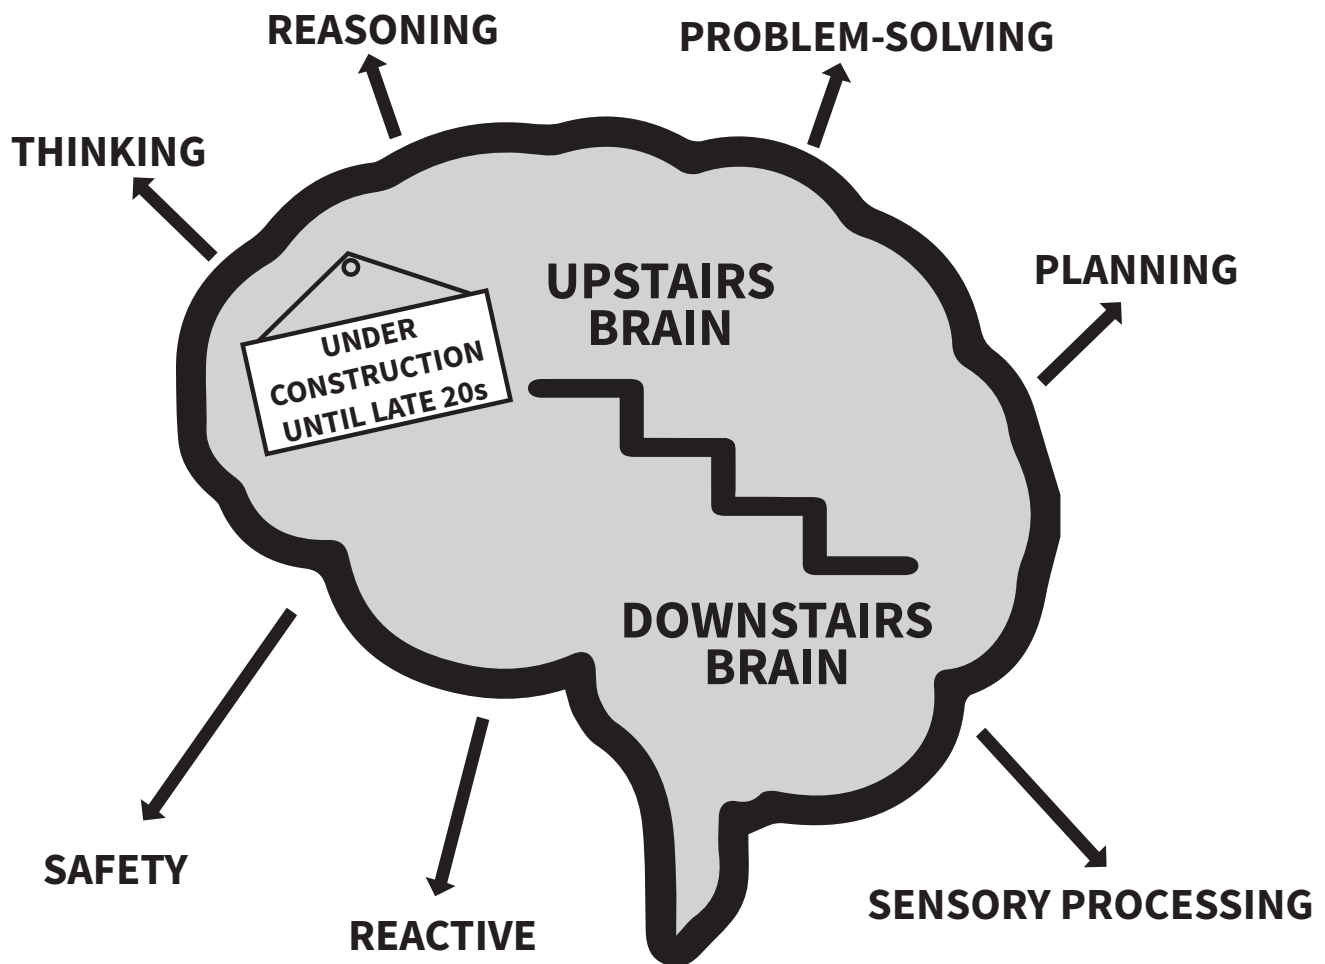 REASONING
PROBLEM-SOLVING
THINKING
PLANNING
UPSTAIRS
BRAIN
UNDER
CONSTRUCTION
UNTIL LATE 20s
DOWNSTAIRS
BRAIN
SAFETY
REACTIVE
SENSORY PROCESSING